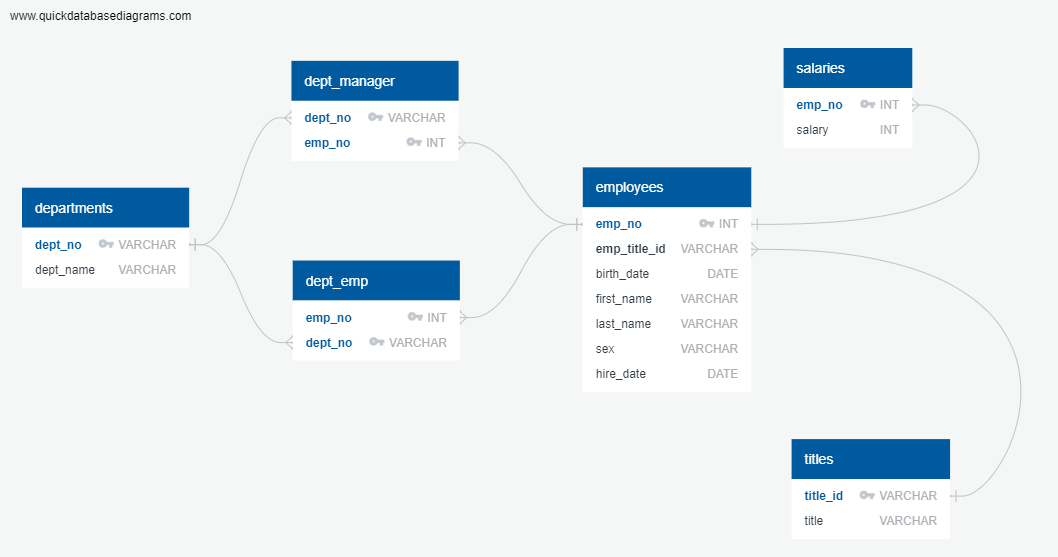 www.quickdatabasediagrams.com
departments
dept_no VARCHAR
dept_name VARCHAR
dept_manager
dept_no VARCHAR
emp_no INT
dept_emp
emp_no INT
dept_no VARCHAR
employees
emp_no INT
emp_title_id VARCHAR
birth_date DATE
first_name VARCHAR
last_name VARCHAR
sex VARCHAR
hire_date DATE
salaries
emp_no INT
salary INT
titles
title_id VARCHAR
title VARCHAR